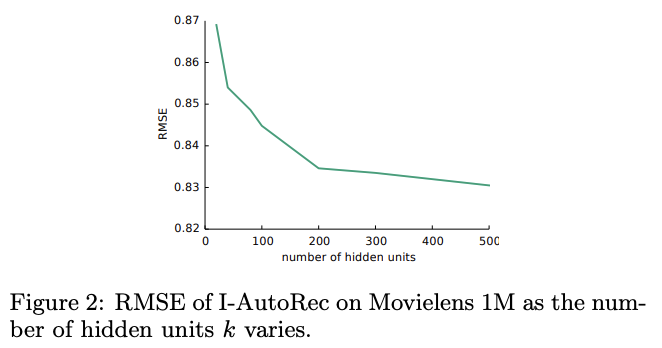 0.87
0.86
0.85
0.84
0.83
0.82
RMSE
0 100 200 300 400 500
number of hidden units
Figure 2: RMSE of I-AutoRec on Movielens 1M as the num-
ber of hidden units k varies.